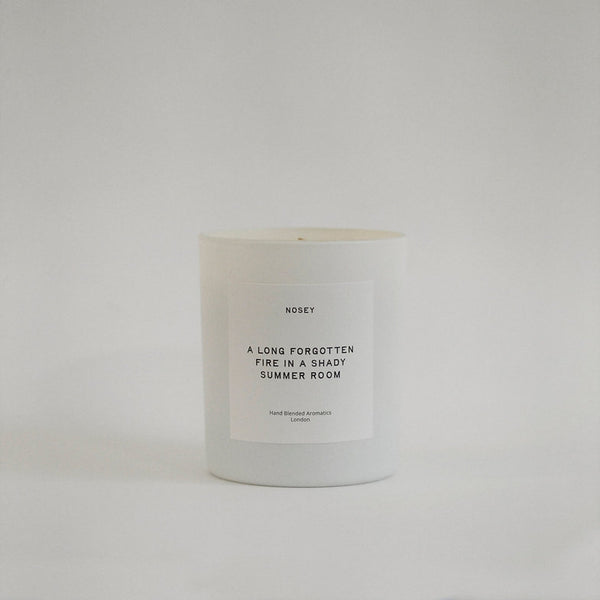 NOSEY
A LONG FORGOTTEN
FIRE IN A SHADY
SUMMER ROOM
Hand Blended Aromatics
London